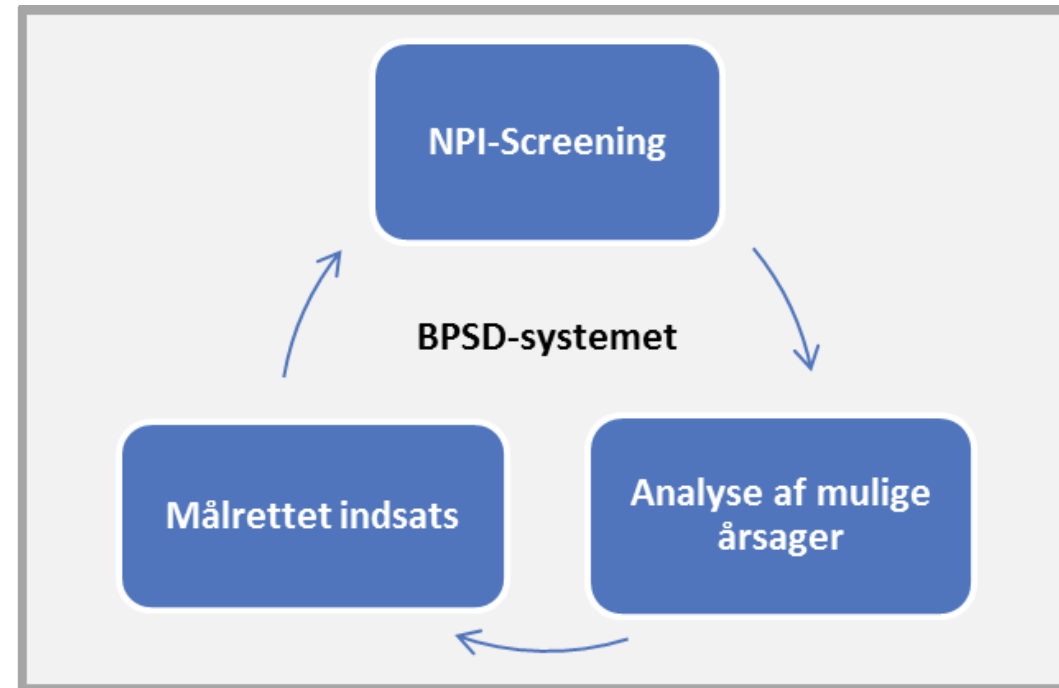 NPI-Screening
BPSD-systemet
Målrettet indsats
Analyse af mulige
årsager